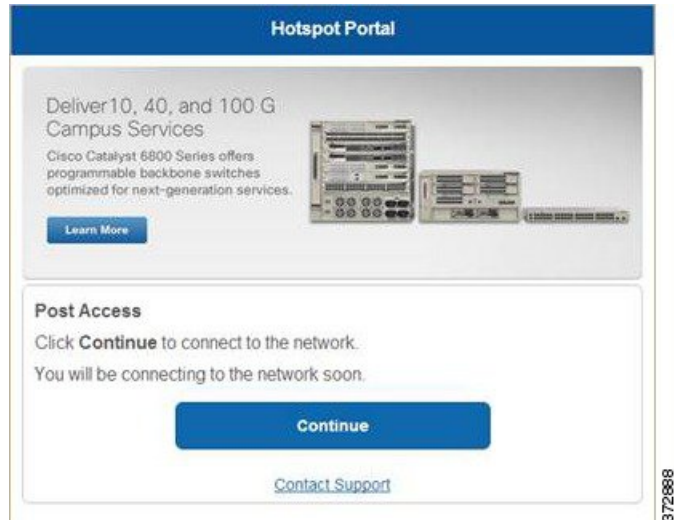 Hotspot Portal
Deliver10, 40, and 100 G
Campus Services
Cisco Catalyst 6800 Series offers
programmable backbone switches
optimized for next-generation services.
Learn More
Post Access
Click Continue to connect to the network.
You will be connecting to the network soon.
Continue
Contact Support
372888